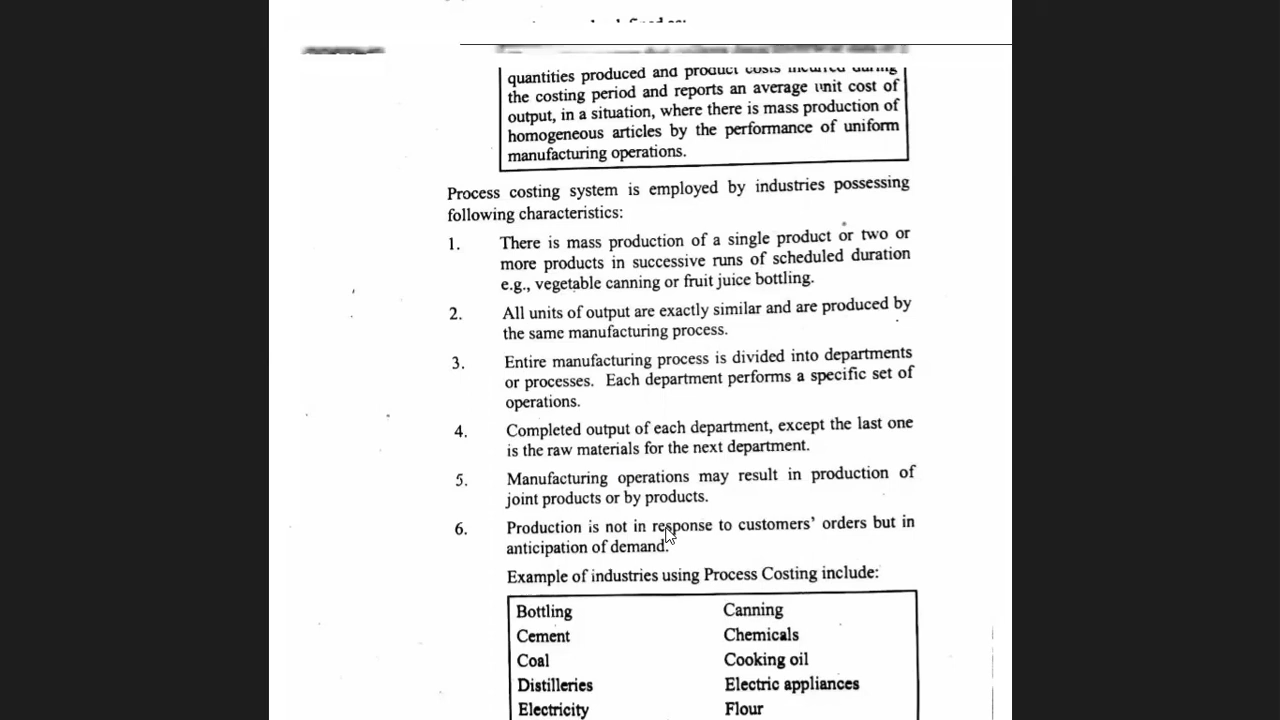 quantities produced and product costs incurred during
the costing period and reports an average unit cost of
output, in a situation, where there is mass production of
homogeneous articles by the performance of uniform
manufacturing operations.
Process costing system is employed by industries possessing
following characteristics:
1. There is mass production of a single product or two or
more products in successive runs of scheduled duration
e.g., vegetable canning or fruit juice bottling.
2. All units of output are exactly similar and are produced by
the same manufacturing process.
3. Entire manufacturing process is divided into departments
or processes. Each department performs a specific set of
operations.
4. Completed output of each department, except the last one
is the raw materials for the next department.
5. Manufacturing operations may result in production of
joint products or by products.
6. Production is not in response to customers' orders but in
anticipation of demand.
Example of industries using Process Costing include:
Bottling Canning
Cement Chemicals
Coal Cooking oil
Distilleries Electric appliances
Electricity Flour